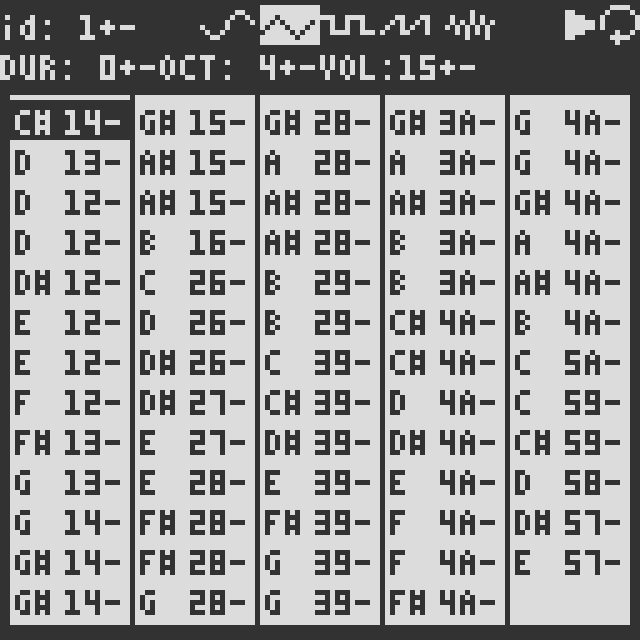 id: 1+-
DUR: 0+-OCT: 4+-VOL:15+-
C# 14- G# 15- G# 28- G# 3A- G 4A-
D 13- A# 15- A 28- A 3A- G 4A-
D 12- A# 15- A# 28- A# 3A- G# 4A-
D 12- B 16- A# 28- B 3A- A 4A-
D# 12- C 26- B 29- B 3A- A# 4A-
E 12- D 26- B 29- C# 4A- B 4A-
E 12- D# 26- C 39- C# 4A- C 5A-
F 12- D# 27- C# 39- D 4A- C 59-
F# 13- E 27- D# 39- D# 4A- C# 59-
G 13- E 28- E 39- E 4A- D 58-
G 14- F# 28- F# 39- F 4A- D# 57-
G# 14- F# 28- G 39- F 4A- E 57-
G# 14- G 28- G 39- F# 4A-